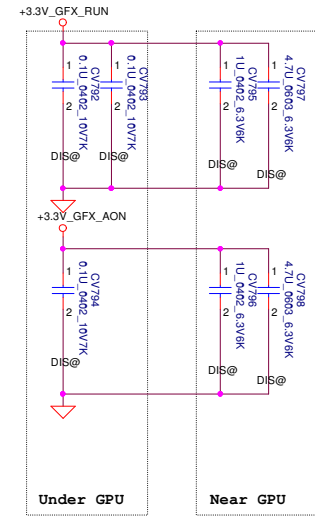 +3.3V_GFX_RUN
1
2
CV792
0.1U_0402_10V7K
DIS@
1
2
CV793
0.1U_0402_10V7K
DIS@
1
2
CV795
1U_0402_6.3V6K
DIS@
1
2
CV797
4.7U_0603_6.3V6K
DIS@
+3.3V_GFX_AON
1
2
CV794
0.1U_0402_10V7K
DIS@
1
2
CV796
1U_0402_6.3V6K
DIS@
1
2
CV798
4.7U_0603_6.3V6K
DIS@
Under GPU
Near GPU